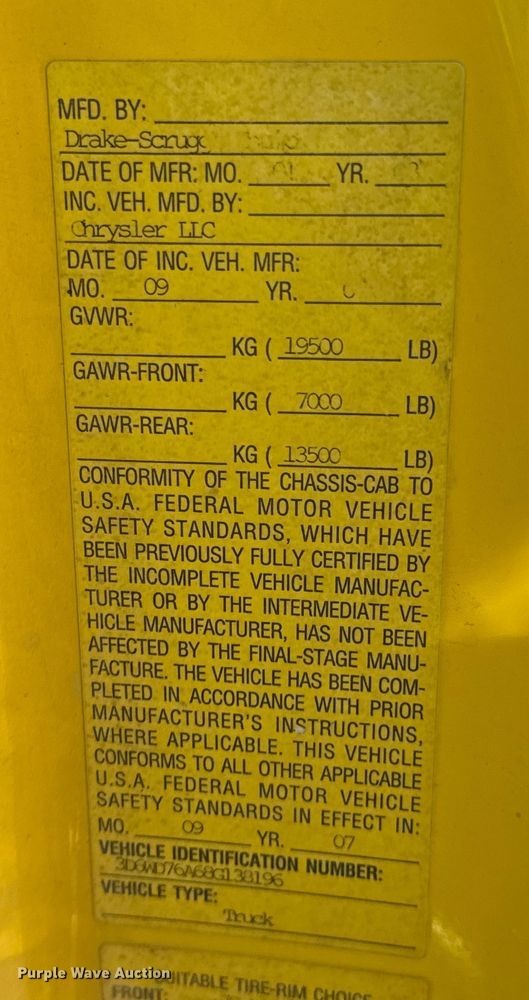 MFD. BY:
DATE OF MFR: MO. YR.
INC. VEH. MFD. BY:
Chrysler LLC
DATE OF INC. VEH. MFR:
MO. 09 YR.
GVWR:
KG ( 19500 LB)
GAWR-FRONT:
KG ( 7000 LB)
GAWR-REAR:
KG ( 13500 LB)
CONFORMITY OF THE CHASSIS-CAB TO
U.S.A. FEDERAL MOTOR VEHICLE
SAFETY STANDARDS, WHICH HAVE
BEEN PREVIOUSLY FULLY CERTIFIED BY
THE INCOMPLETE VEHICLE MANUFAC-
TURER OR BY THE INTERMEDIATE VE-
HICLE MANUFACTURER, HAS NOT BEEN
AFFECTED BY THE FINAL-STAGE MANU-
FACTURE. THE VEHICLE HAS BEEN COM-
PLETED IN ACCORDANCE WITH PRIOR
MANUFACTURER'S INSTRUCTIONS,
WHERE APPLICABLE. THIS VEHICLE
CONFORMS TO ALL OTHER APPLICABLE
U.S.A. FEDERAL MOTOR VEHICLE
SAFETY STANDARDS IN EFFECT IN:
MO. 09 YR. 07
VEHICLE IDENTIFICATION NUMBER:
3D6WD76A68G138196
VEHICLE TYPE:
Truck
Purple Wave Auction
SUITABLE TIRE-RIM CHOICE
FRONT: